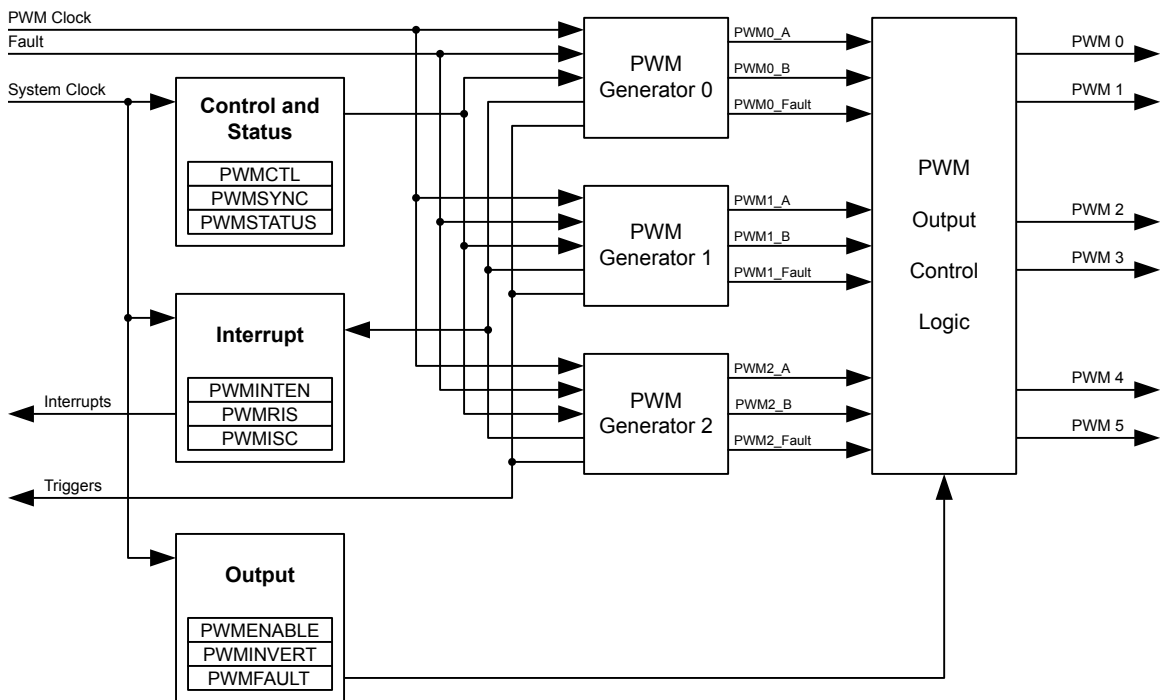 PWM Clock
Fault
System Clock
Control and
Status
PWMCTL
PWMSYNC
PWMSTATUS
Interrupt
PWMINTEN
PWMRIS
PWMISC
Interrupts
Triggers
Output
PWMENABLE
PWMINVERT
PWMFAULT
PWM
Generator 0
PWM0_A
PWM0_B
PWM0_Fault
PWM
Generator 1
PWM1_A
PWM1_B
PWM1_Fault
PWM
Generator 2
PWM2_A
PWM2_B
PWM2_Fault
PWM
Output
Control
Logic
PWM 0
PWM 1
PWM 2
PWM 3
PWM 4
PWM 5